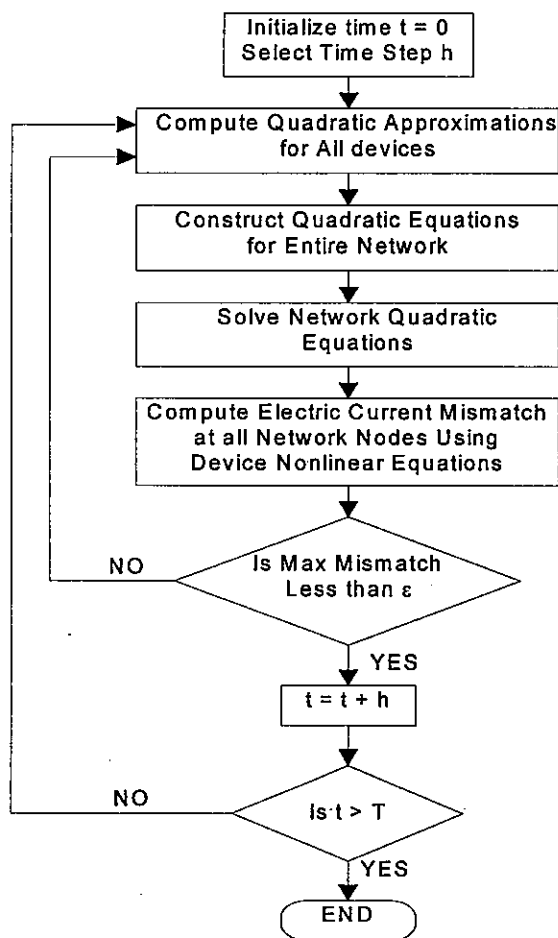 Initialize time t = 0
Select Time Step h
Compute Quadratic Approximations
for All devices
Construct Quadratic Equations
for Entire Network
Solve Network Quadratic
Equations
Compute Electric Current Mismatch
at all Network Nodes Using
Device Nonlinear Equations
Is Max Mismatch
Less than ε
NO
YES
t = t + h
NO
Is t > T
YES
END